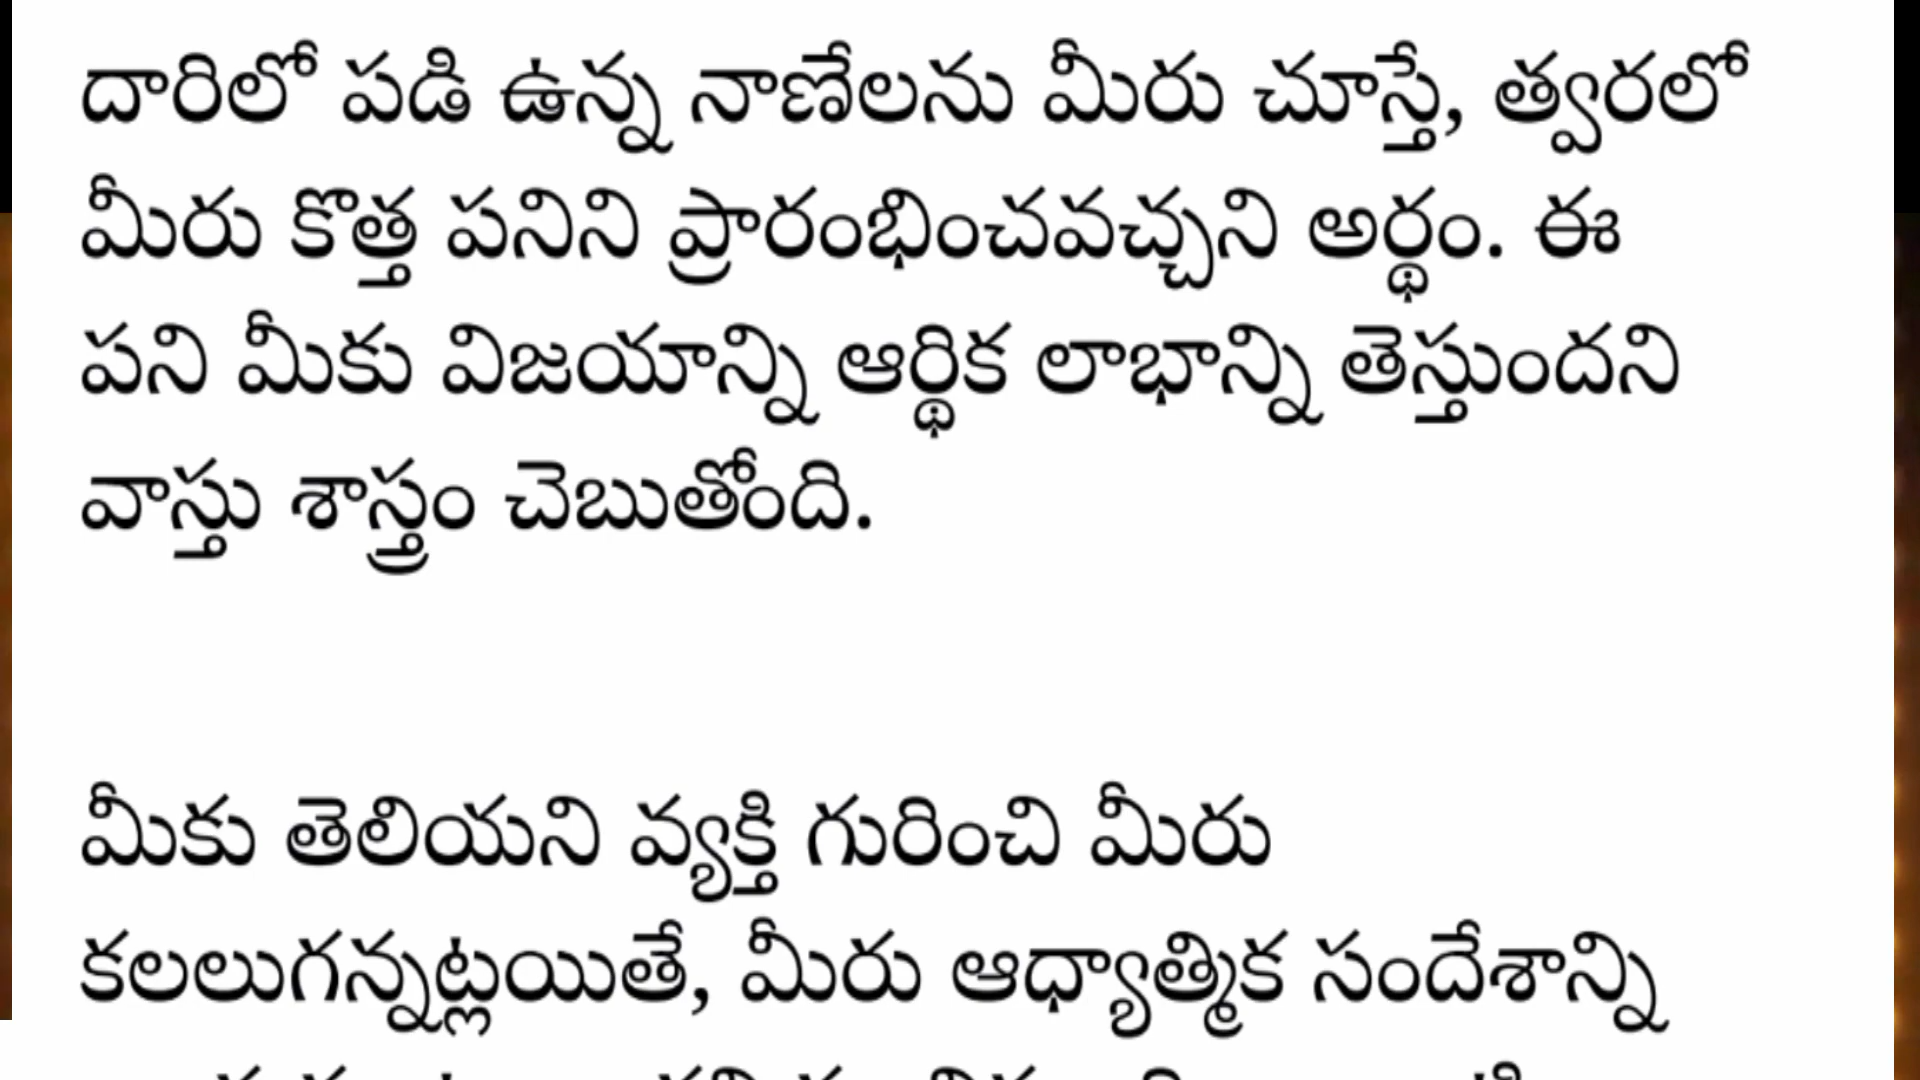 దారిలో పడి ఉన్న నాణేలను మీరు చూస్తే, త్వరలో
మీరు కొత్త పనిని ప్రారంభించవచ్చని అర్థం. ఈ
పని మీకు విజయాన్ని ఆర్థిక లాభాన్ని తెస్తుందని
వాస్తు శాస్త్రం చెబుతోంది.
మీకు తెలియని వ్యక్తి గురించి మీరు
కలలుగన్నట్లయితే, మీరు ఆధ్యాత్మిక సందేశాన్ని